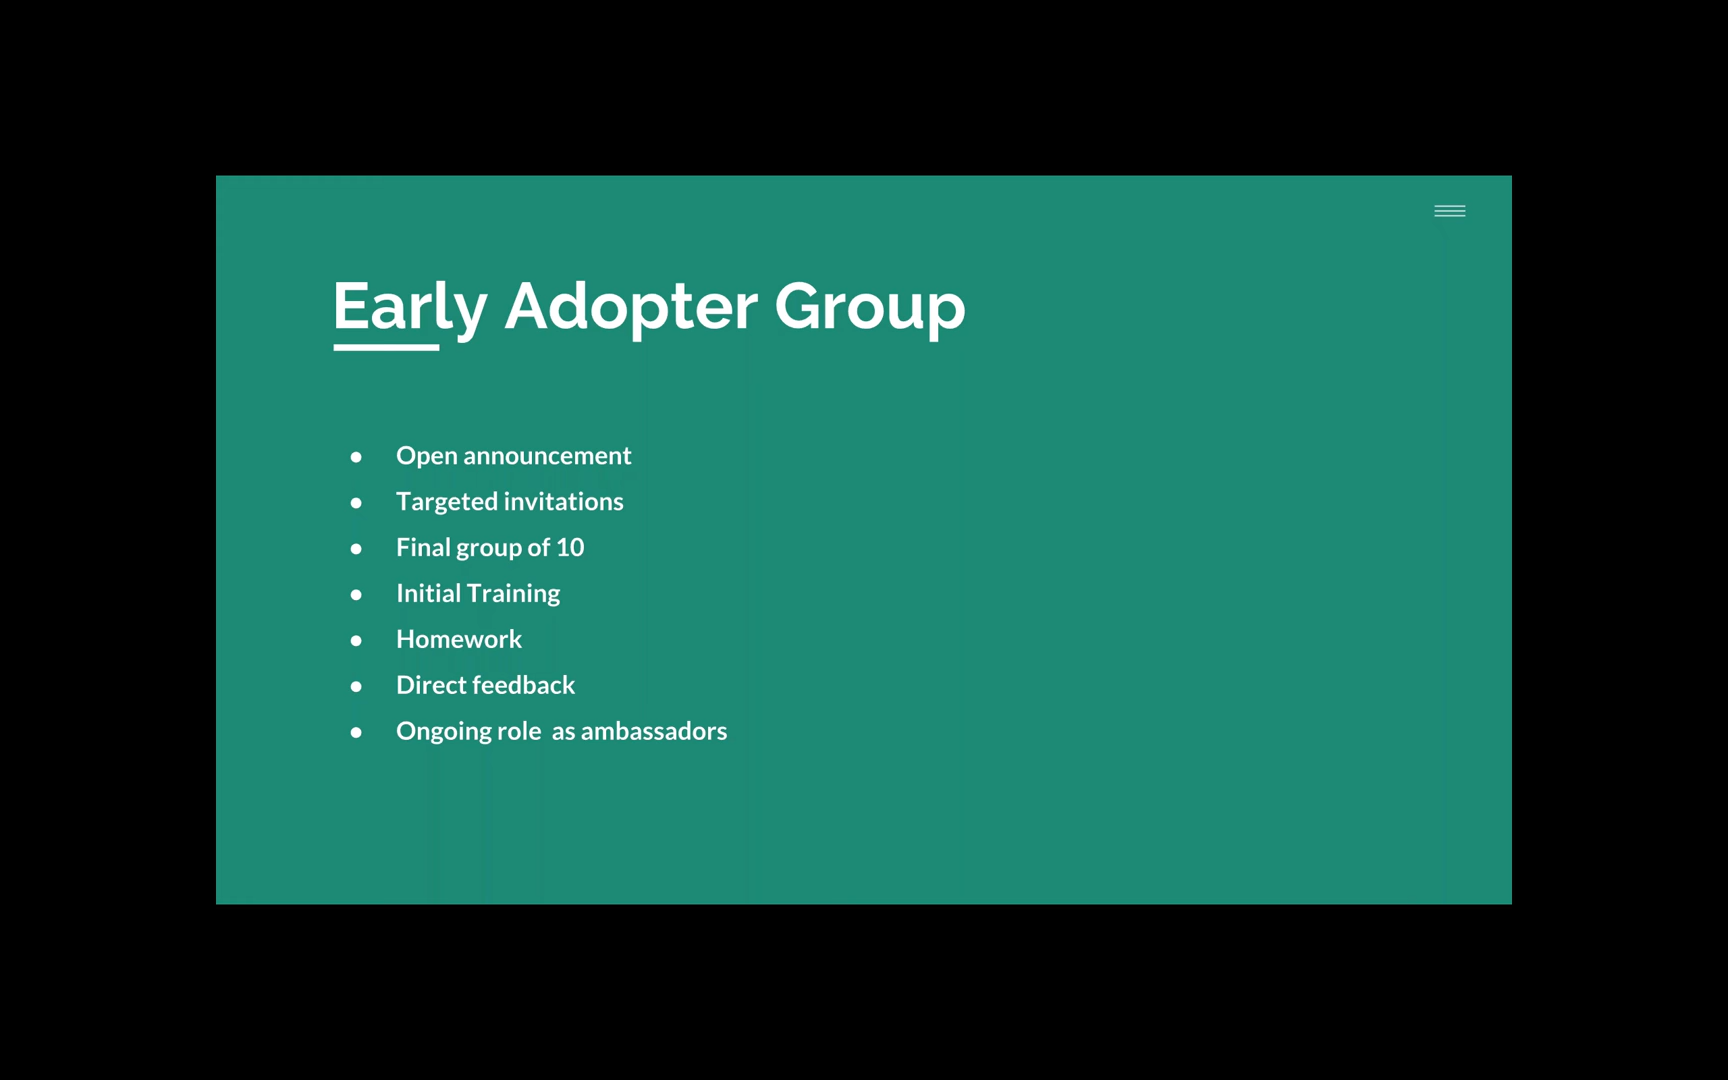 Early Adopter Group
● Open announcement
● Targeted invitations
● Final group of 10
● Initial Training
● Homework
● Direct feedback
● Ongoing role  as ambassadors